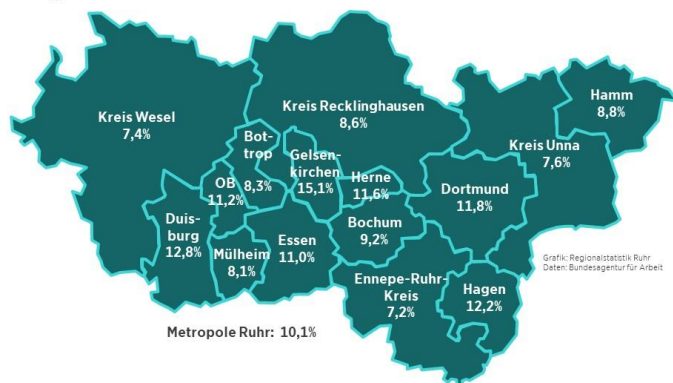 Kreis Wesel
7,4%
Kreis Recklinghausen
8,6%
Hamm
8,8%
Kreis Unna
7,6%
Bot-
trop
8,3%
Gelsen-
kirchen
15,1%
Herne
11,6%
OB
11,2%
Dortmund
11,8%
Duis-
burg
12,8%
Mülheim
8,1%
Essen
11,0%
Bochum
9,2%
Ennepe-Ruhr-
Kreis
7,2%
Hagen
12,2%
Grafik: Regionalstatistik Ruhr
Daten: Bundesagentur für Arbeit
Metropole Ruhr: 10,1%